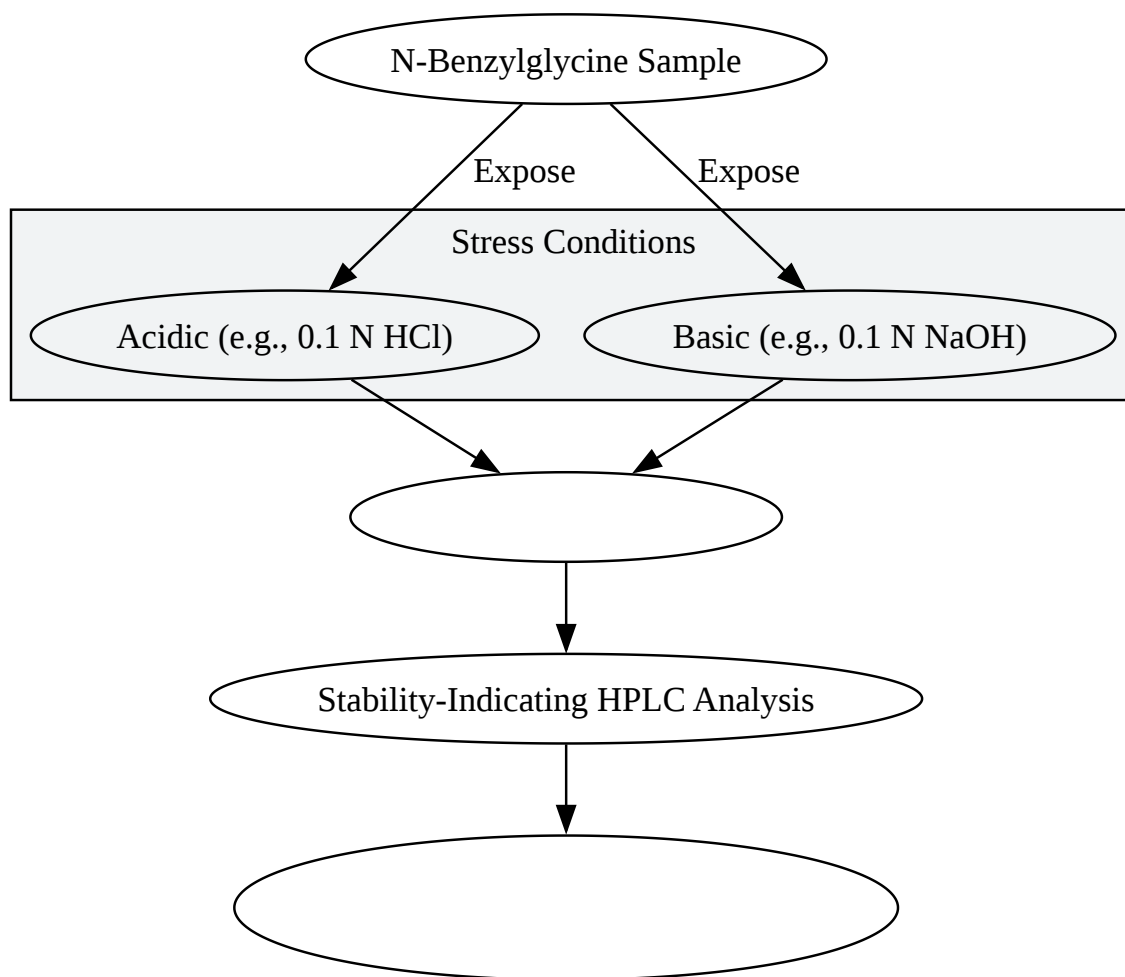 N-Benzylglycine Sample
Expose
Expose
Stress Conditions
Acidic (e.g., 0.1 N HCl)
Basic (e.g., 0.1 N NaOH)
Stability-Indicating HPLC Analysis